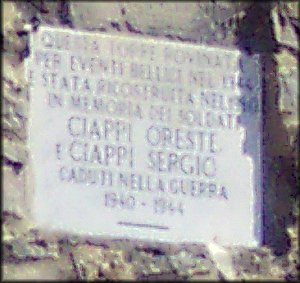 QUESTA TORRE ROVINATA
PER EVENTI BELLICI NEL 1944
E STATA RICOSTRUITA NEL
IN MEMORIA DEI SOLDATI
CIAPPI ORESTE
E CIAPPI SERGIO
CADUTI NELLA GUERRA
1940 - 1944